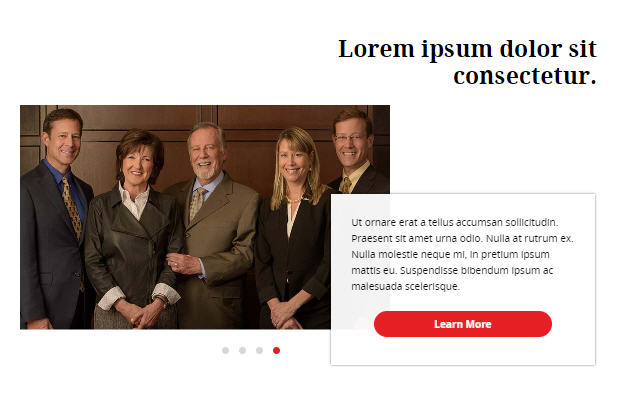 Lorem ipsum dolor sit
consectetur.
Ut ornare erat a tellus accumsan sollicitudin.
Praesent sit amet urna odio. Nulla at rutrum ex.
Nulla molestie neque mi, in pretium ipsum
mattis eu. Suspendisse bibendum ipsum ac
malesuada scelerisque.
Learn More